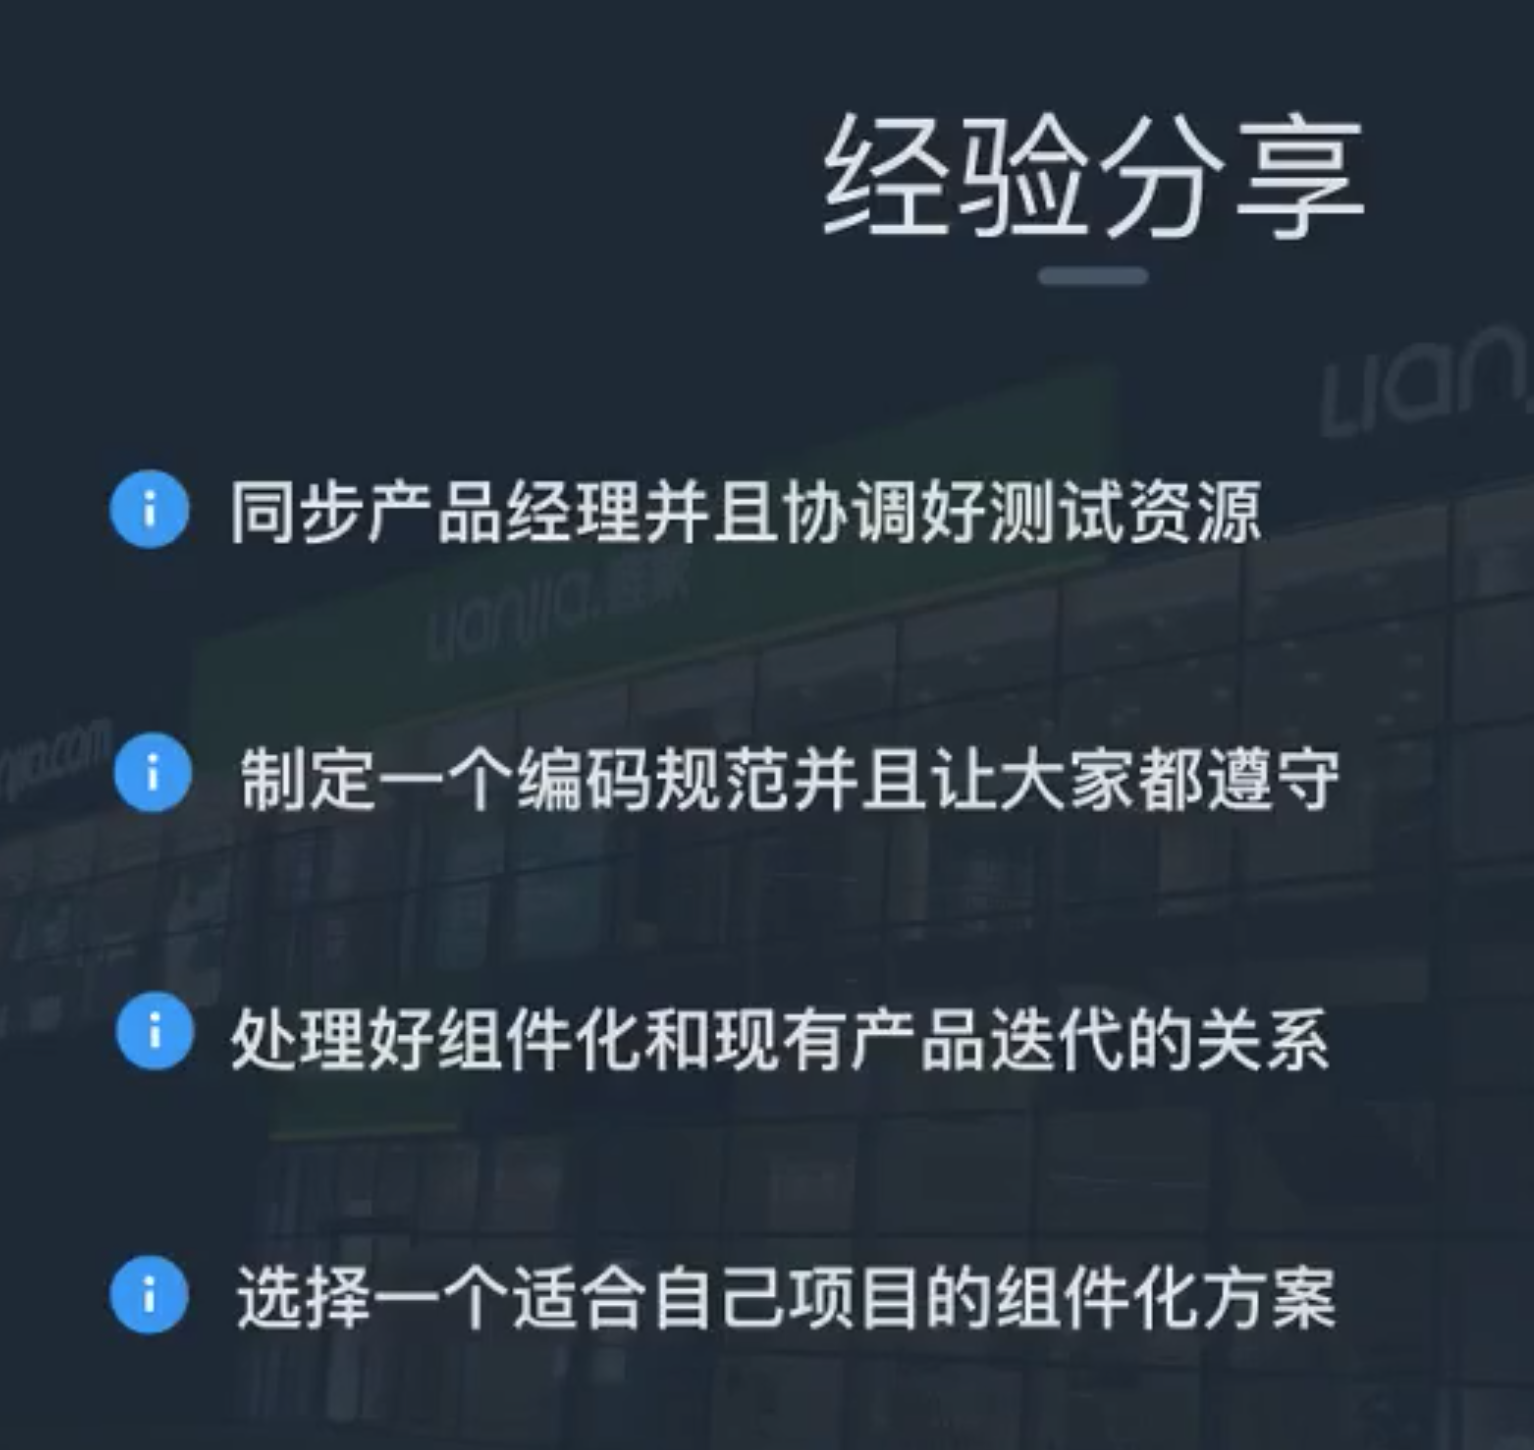 经验分享
同步产品经理并且协调好测试资源
lianjia.链家
制定一个编码规范并且让大家都遵守
处理好组件化和现有产品迭代的关系
选择一个适合自己项目的组件化方案